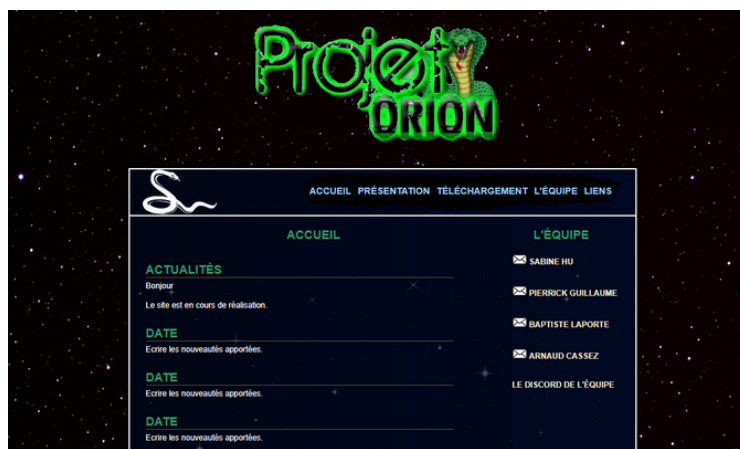 Projet
ORION
ACCUEIL PRÉSENTATION TÉLÉCHARGEMENT L'ÉQUIPE LIENS
ACCUEIL
ACTUALITÉS
Bonjour
Le site est en cours de réalisation.
DATE
Ecrire les nouveautés apportées.
DATE
Ecrire les nouveautés apportées.
DATE
Ecrire les nouveautés apportées.
L'ÉQUIPE
SABINE HU
PIERRICK GUILLAUME
BAPTISTE LAPORTE
ARNAUD CASSEZ
LE DISCORD DE L'ÉQUIPE